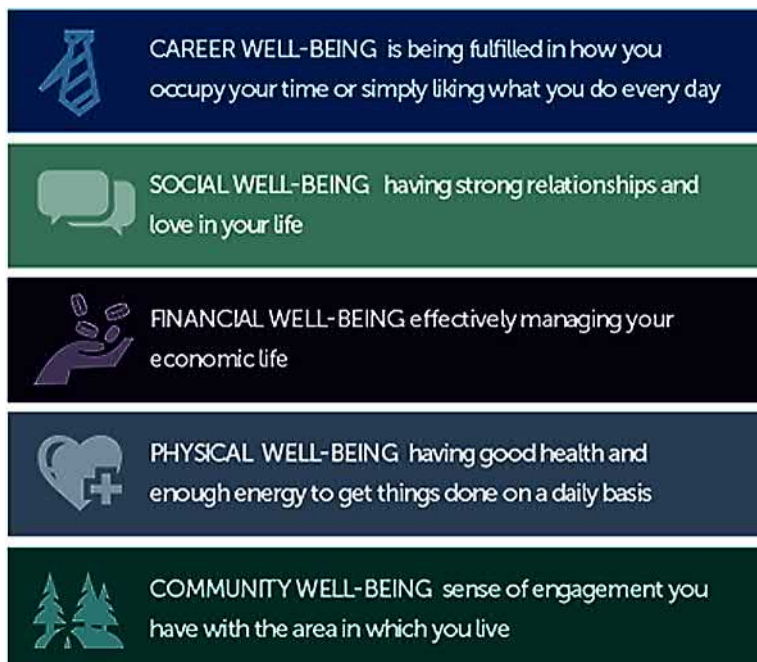 CAREER WELL-BEING is being fulfilled in how you
occupy your time or simply liking what you do every day
SOCIAL WELL-BEING having strong relationships and
love in your life
FINANCIAL WELL-BEING effectively managing your
economic life
PHYSICAL WELL-BEING having good health and
enough energy to get things done on a daily basis
COMMUNITY WELL-BEING sense of engagement you
have with the area in which you live